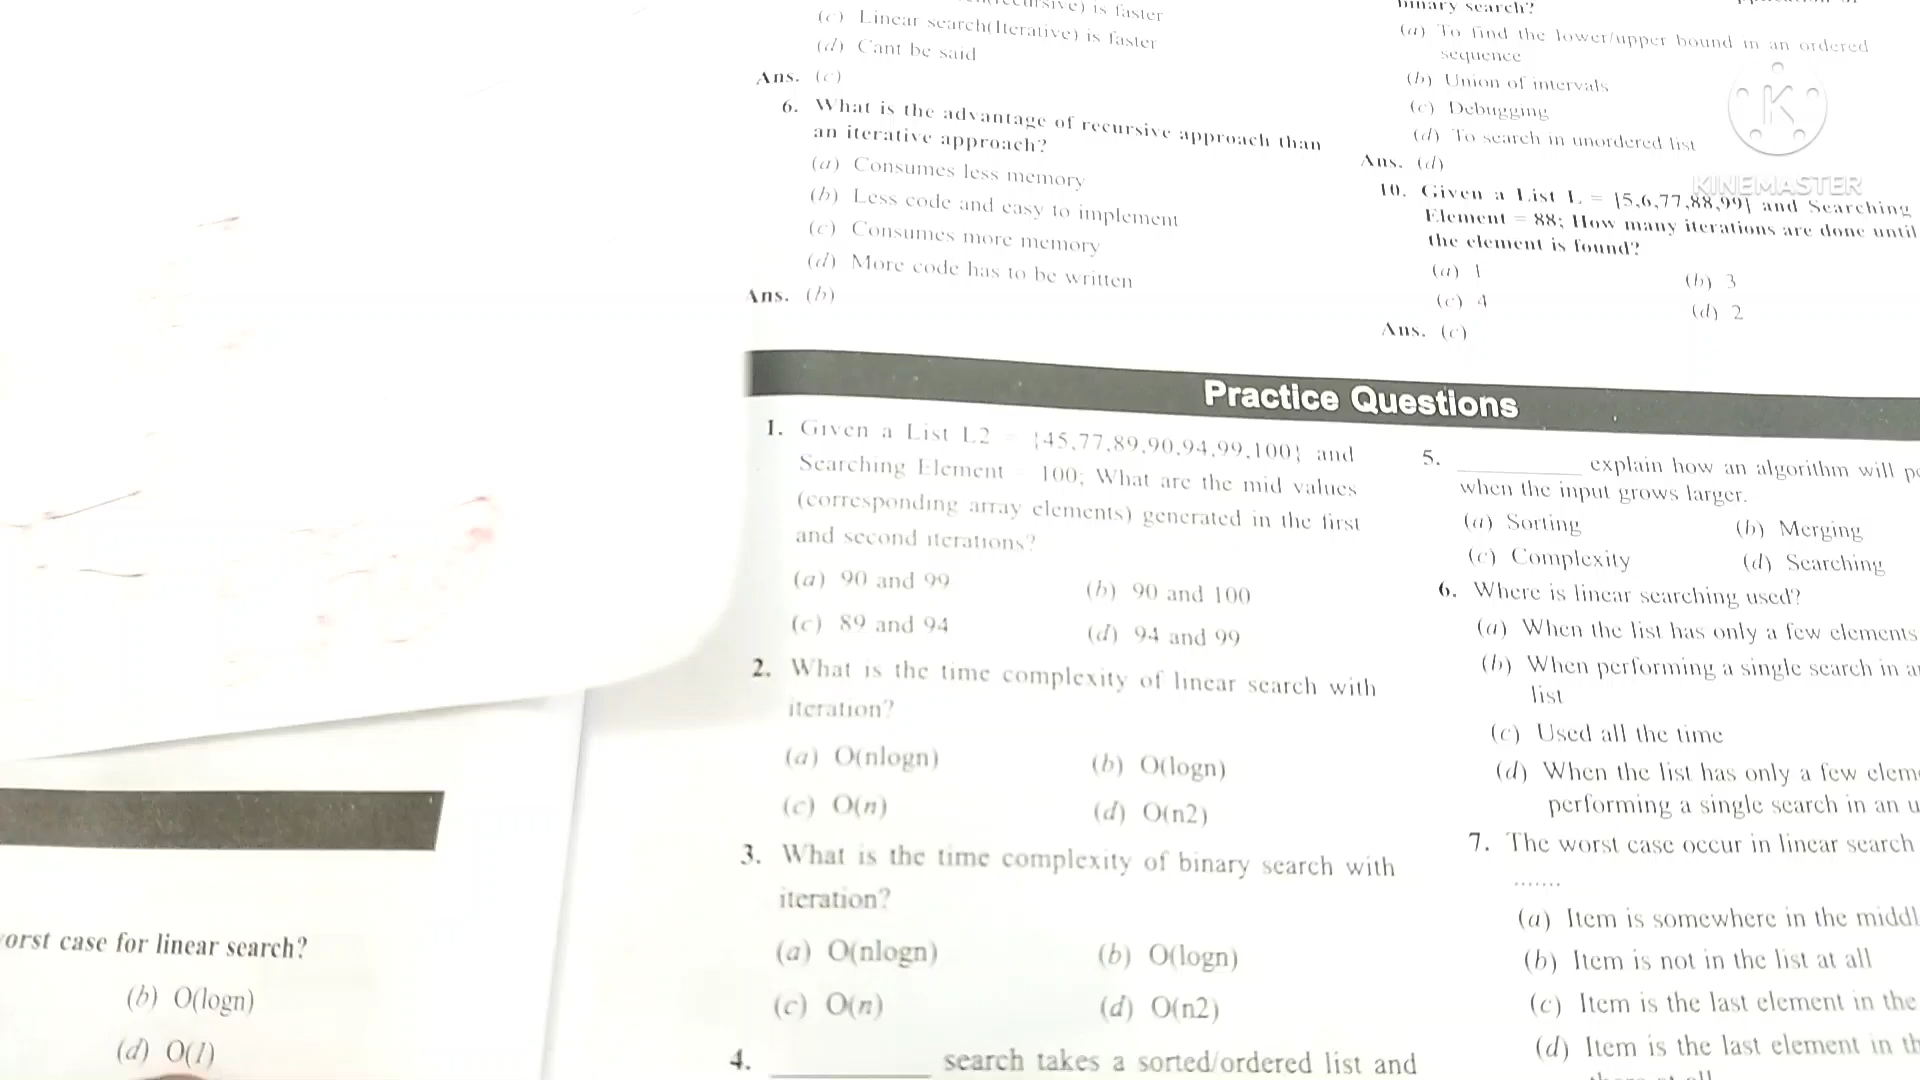 is faster
(c) Linear search(Iterative) is faster
(d) Cant be said
Ans. (c)
6. What is the advantage of recursive approach than
an iterative approach?
(a) Consumes less memory
(b) Less code and easy to implement
(c) Consumes more memory
(d) More code has to be written
Ans. (b)
binary search?
(a) To find the lower/upper bound in an ordered
sequence
(b) Union of intervals
(c) Debugging
(d) To search in unordered list
Ans. (d)
10. Given a List L = {5,6,77,88,99} and Searching
Element = 88; How many iterations are done until
the element is found?
(a) 1 (b) 3
(c) 4 (d) 2
Ans. (c)
K
KINEMASTER
Practice Questions
1. Given a List L2 = {45,77,89,90,94,99,100} and
Searching Element = 100; What are the mid values
(corresponding array elements) generated in the first
and second iterations?
(a) 90 and 99 (b) 90 and 100
(c) 89 and 94 (d) 94 and 99
2. What is the time complexity of linear search with
iteration?
(a) O(nlogn) (b) O(logn)
(c) O(n) (d) O(n2)
3. What is the time complexity of binary search with
iteration?
(a) O(nlogn) (b) O(logn)
(c) O(n) (d) O(n2)
4. __________ search takes a sorted/ordered list and
5. __________ explain how an algorithm will
when the input grows larger.
(a) Sorting (b) Merging
(c) Complexity (d) Searching
6. Where is linear searching used?
(a) When the list has only a few elements
(b) When performing a single search in
list
(c) Used all the time
(d) When the list has only a few
performing a single search in an
7. The worst case occur in linear search
.......
(a) Item is somewhere in the
(b) Item is not in the list at all
(c) Item is the last element in the
(d) Item is the last element in
case for linear search?
(b) O(logn)
(d) O(1)